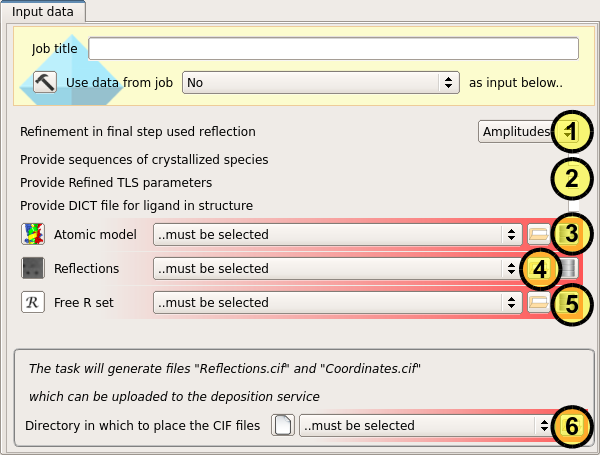 Input data
Job title
Use data from job No as input below..
Refinement in final step used reflection Amplitudes 1
Provide sequences of crystallized species
Provide Refined TLS parameters 2
Provide DICT file for ligand in structure
Atomic model ..must be selected 3
Reflections ..must be selected 4
R Free R set ..must be selected 5
The task will generate files "Reflections.cif" and "Coordinates.cif"
which can be uploaded to the deposition service
Directory in which to place the CIF files ..must be selected 6